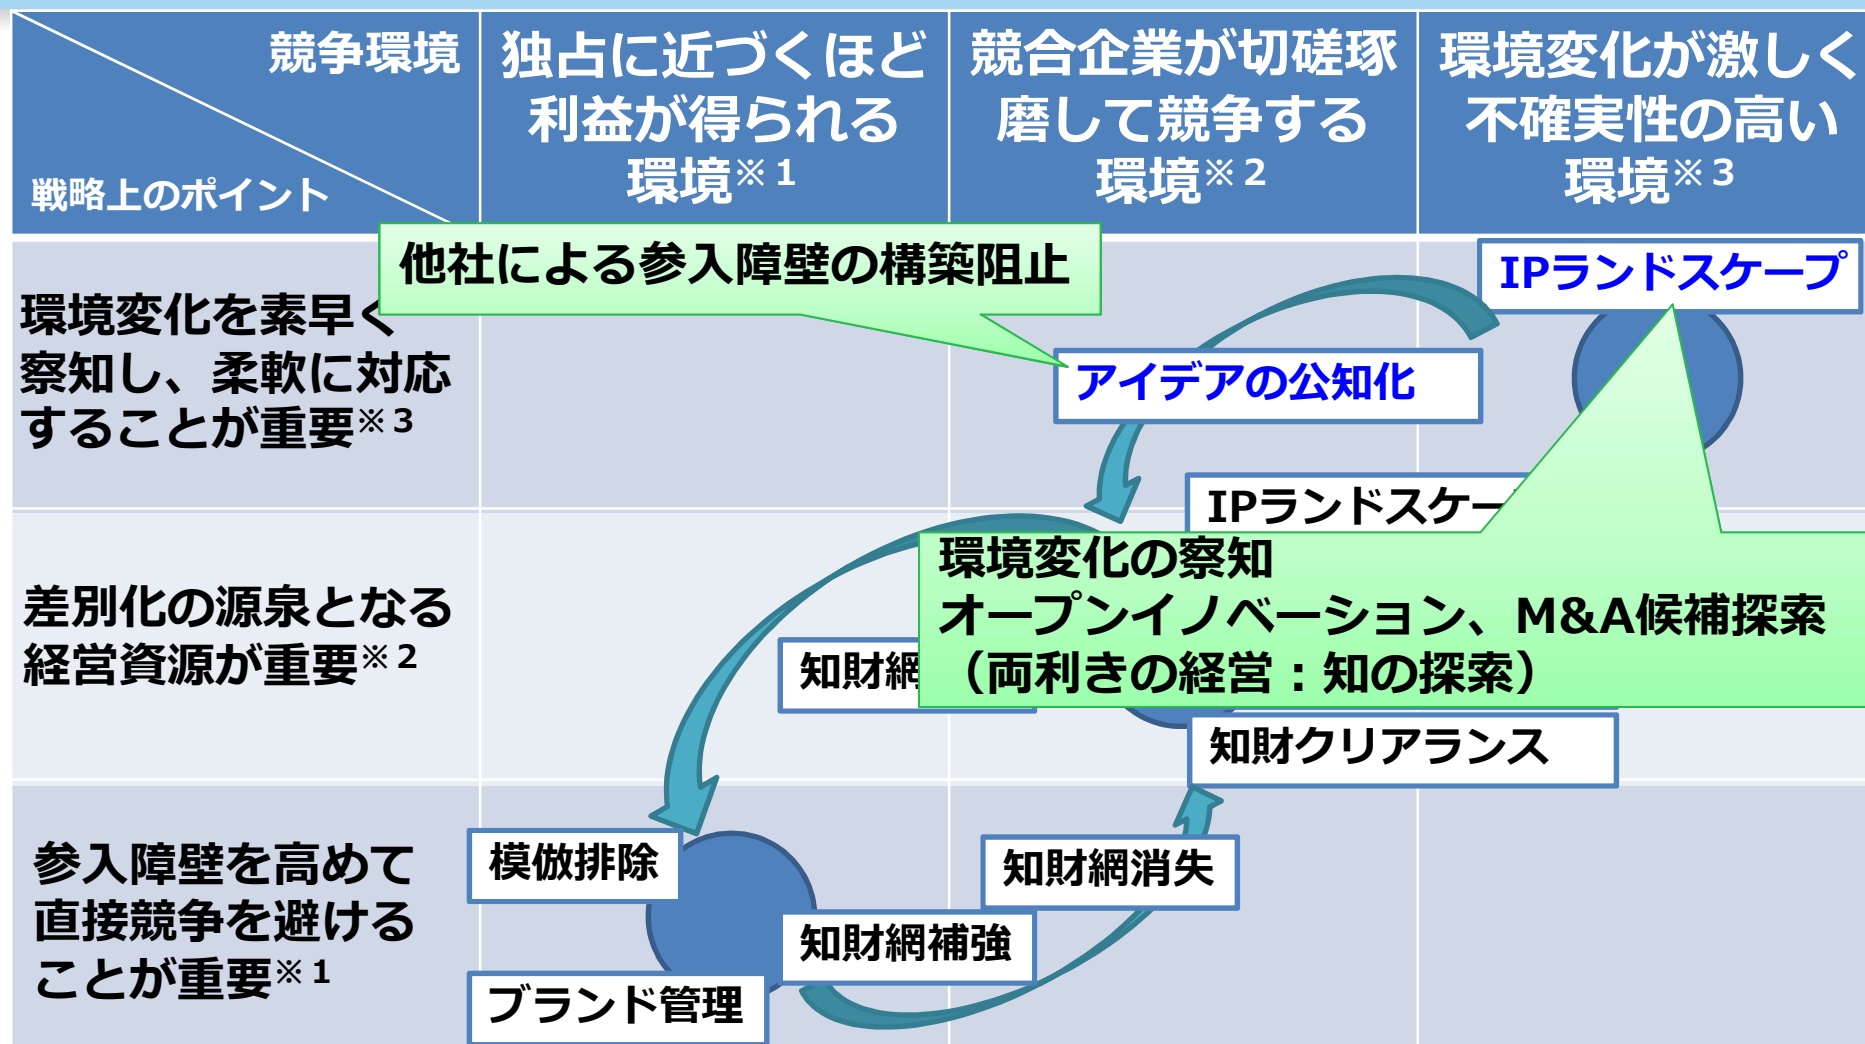 競争環境
戦略上のポイント
独占に近づくほど
利益が得られる
環境※1
競合企業が切磋琢
磨して競争する
環境※2
環境変化が激しく
不確実性の高い
環境※3
環境変化を素早く
察知し、柔軟に対応
することが重要※3
他社による参入障壁の構築阻止
アイデアの公知化
IPランドスケープ
IPランドスケー
差別化の源泉となる
経営資源が重要※2
環境変化の察知
オープンイノベーション、M&A候補探索
（両利きの経営：知の探索）
知財網
知財クリアランス
参入障壁を高めて
直接競争を避ける
ことが重要※1
模倣排除
知財網消失
知財網補強
ブランド管理